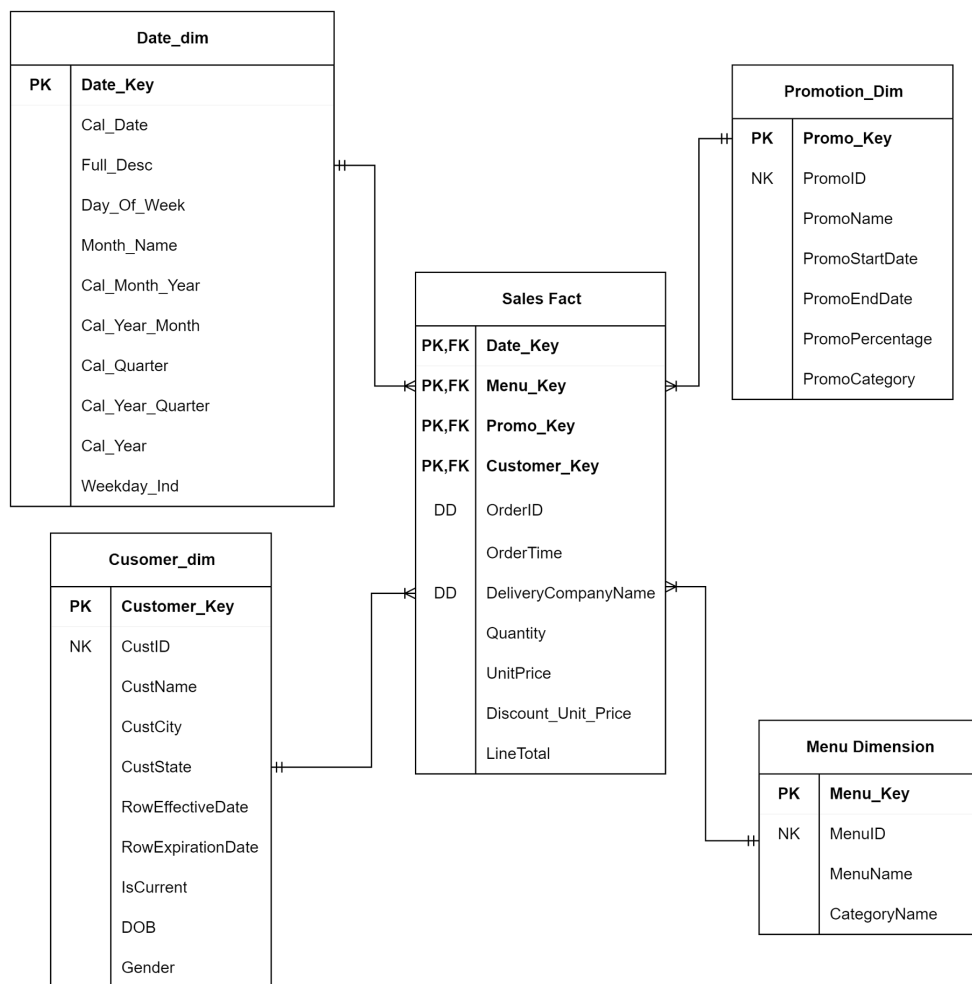 Date_dim
PK Date_Key
Cal_Date
Full_Desc
Day_Of_Week
Month_Name
Cal_Month_Year
Cal_Year_Month
Cal_Quarter
Cal_Year_Quarter
Cal_Year
Weekday_Ind
Promotion_Dim
PK Promo_Key
NK PromoID
PromoName
PromoStartDate
PromoEndDate
PromoPercentage
PromoCategory
Sales Fact
PK,FK Date_Key
PK,FK Menu_Key
PK,FK Promo_Key
PK,FK Customer_Key
DD OrderID
OrderTime
DD DeliveryCompanyName
Quantity
UnitPrice
Discount_Unit_Price
LineTotal
Cusomer_dim
PK Customer_Key
NK CustID
CustName
CustCity
CustState
RowEffectiveDate
RowExpirationDate
IsCurrent
DOB
Gender
Menu Dimension
PK Menu_Key
NK MenuID
MenuName
CategoryName